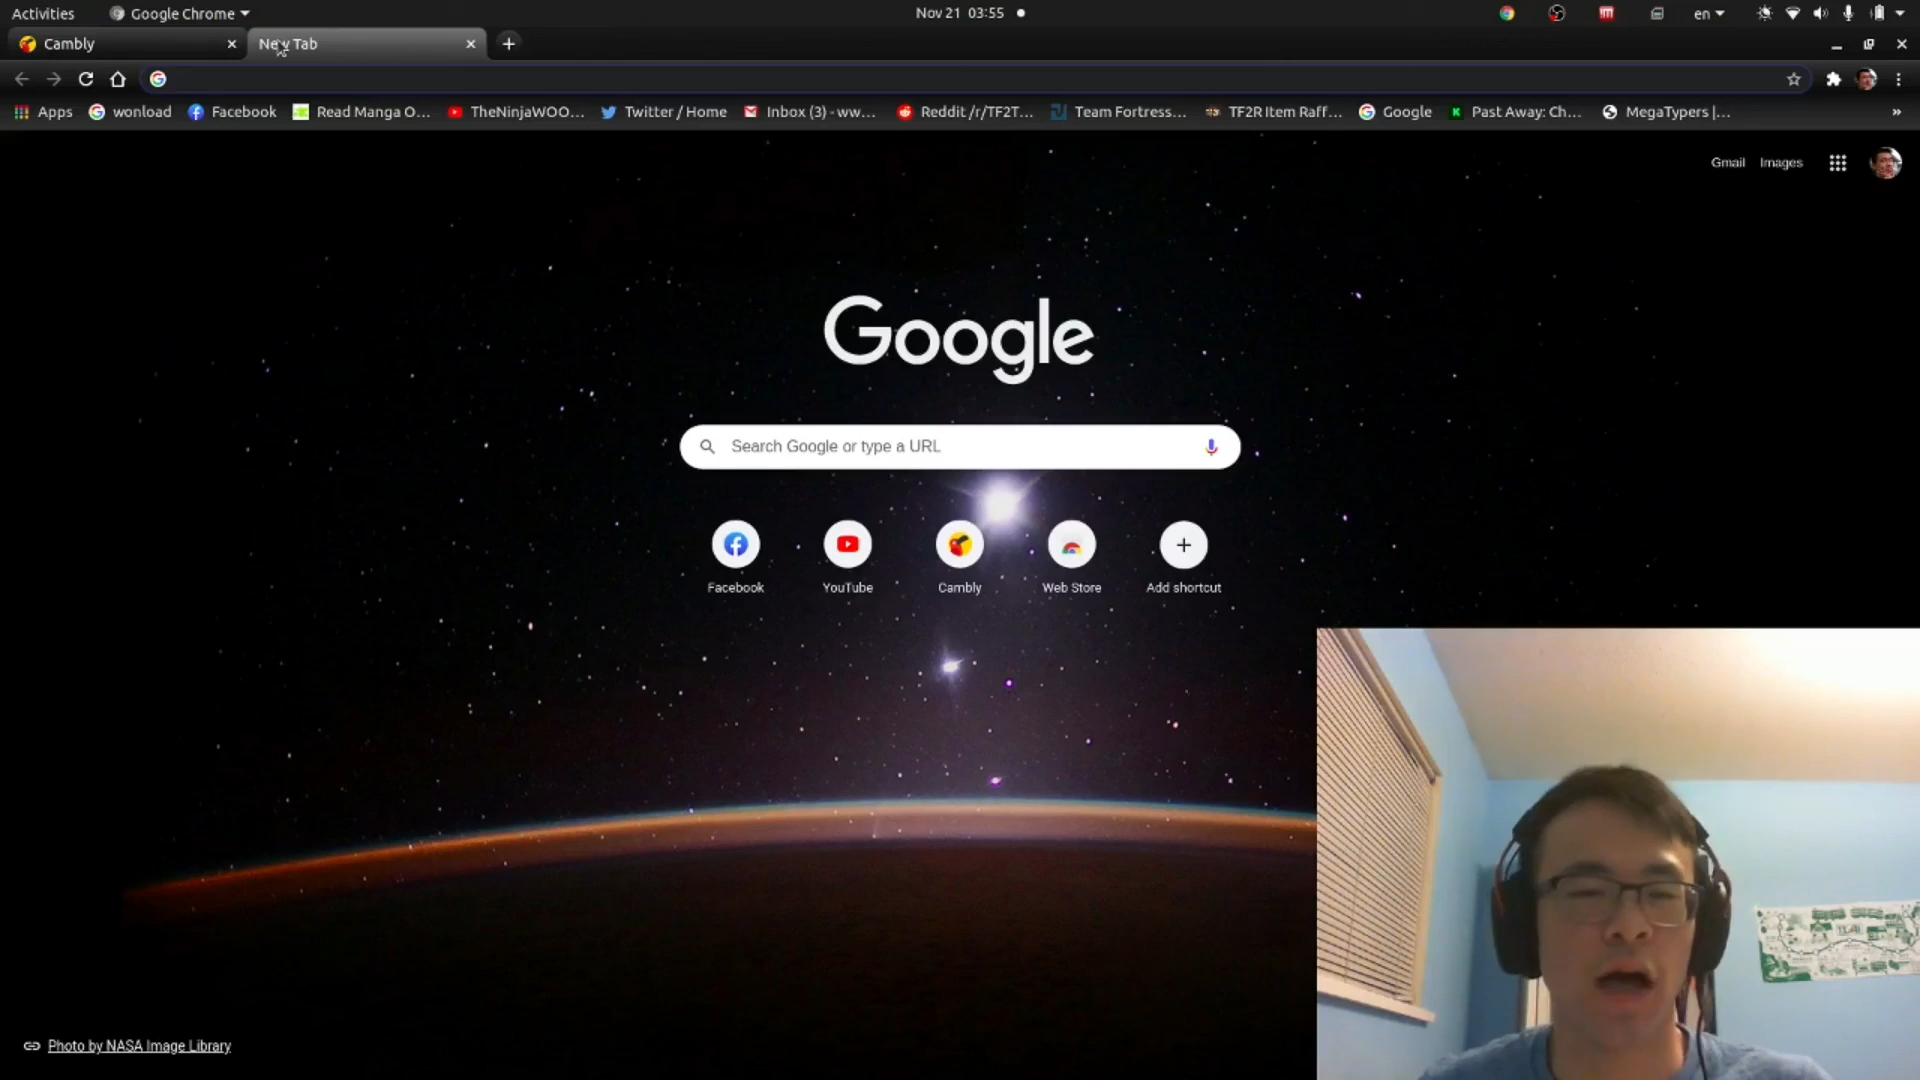 Activities
Google Chrome
Nov 21 03:55
en
Cambly
New Tab
Apps
wonload
Facebook
Read Manga O...
TheNinjaWOO...
Twitter / Home
Inbox (3) - ww...
Reddit /r/TF2T...
Team Fortress...
TF2R Item Raff...
Google
Past Away: Ch...
MegaTypers |...
»
Gmail
Images
Google
Search Google or type a URL
Facebook
YouTube
Cambly
Web Store
Add shortcut
Photo by NASA Image Library